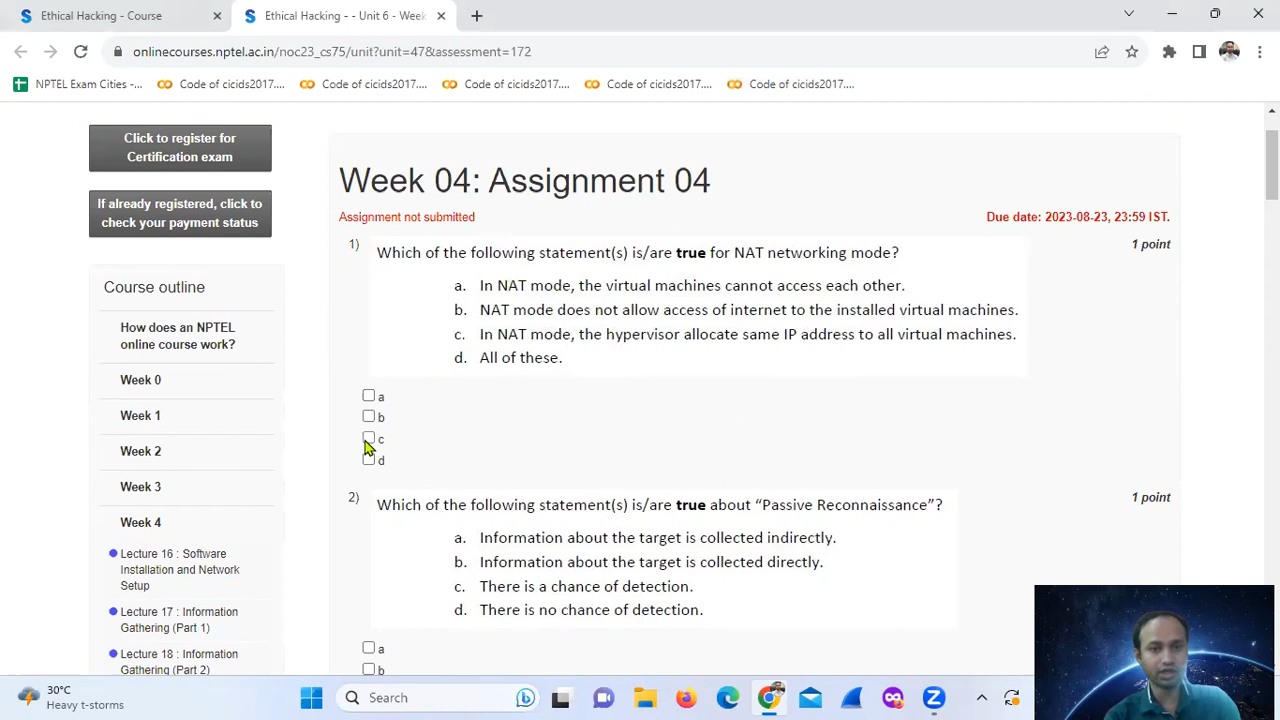 Ethical Hacking - Course
Ethical Hacking - - Unit 6 - Week
onlinecourses.nptel.ac.in/noc23_cs75/unit?unit=47&assessment=172
NPTEL Exam Cities -...
Code of cicids2017....
Code of cicids2017....
Code of cicids2017....
Code of cicids2017....
Code of cicids2017....
Click to register for
Certification exam
If already registered, click to
check your payment status
Course outline
How does an NPTEL
online course work?
Week 0
Week 1
Week 2
Week 3
Week 4
Lecture 16 : Software
Installation and Network
Setup
Lecture 17 : Information
Gathering (Part 1)
Lecture 18 : Information
Gathering (Part 2)
Week 04: Assignment 04
Assignment not submitted
Due date: 2023-08-23, 23:59 IST.
1)
1 point
Which of the following statement(s) is/are true for NAT networking mode?
a. In NAT mode, the virtual machines cannot access each other.
b. NAT mode does not allow access of internet to the installed virtual machines.
c. In NAT mode, the hypervisor allocate same IP address to all virtual machines.
d. All of these.
a
b
c
d
2)
1 point
Which of the following statement(s) is/are true about “Passive Reconnaissance”?
a. Information about the target is collected indirectly.
b. Information about the target is collected directly.
c. There is a chance of detection.
d. There is no chance of detection.
a
b
30°C
Heavy t-storms
Search